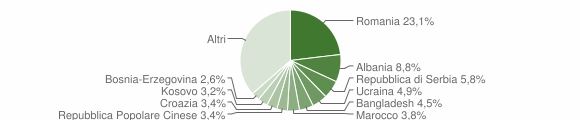 Romania 23,1%
Altri
Albania 8,8%
Bosnia-Erzegovina 2,6%
Repubblica di Serbia 5,8%
Kosovo 3,2%
Ucraina 4,9%
Croazia 3,4%
Bangladesh 4,5%
Repubblica Popolare Cinese 3,4%
Marocco 3,8%